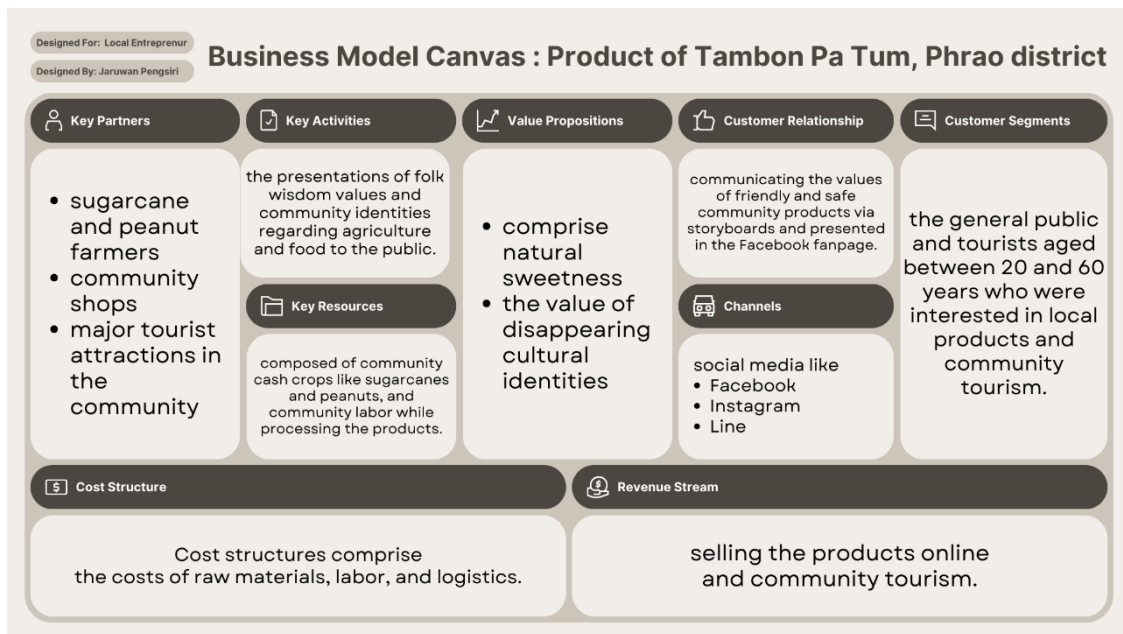 Designed For: Local Entreprenur
Designed By: Jaruwan Pengsiri
Business Model Canvas : Product of Tambon Pa Tum, Phrao district
Key Partners
• sugarcane
and peanut
farmers
• community
shops
• major tourist
attractions in
the
community
Key Activities
the presentations of folk
wisdom values and
community identities
regarding agriculture
and food to the public.
Key Resources
composed of community
cash crops like sugarcanes
and peanuts, and
community labor while
processing the products.
Value Propositions
• comprise
natural
sweetness
• the value of
disappearing
cultural
identities
Customer Relationship
communicating the values
of friendly and safe
community products via
storyboards and presented
in the Facebook fanpage.
Channels
social media like
• Facebook
• Instagram
• Line
Customer Segments
the general public
and tourists aged
between 20 and 60
years who were
interested in local
products and
community
tourism.
Cost Structure
Cost structures comprise
the costs of raw materials, labor, and logistics.
Revenue Stream
selling the products online
and community tourism.